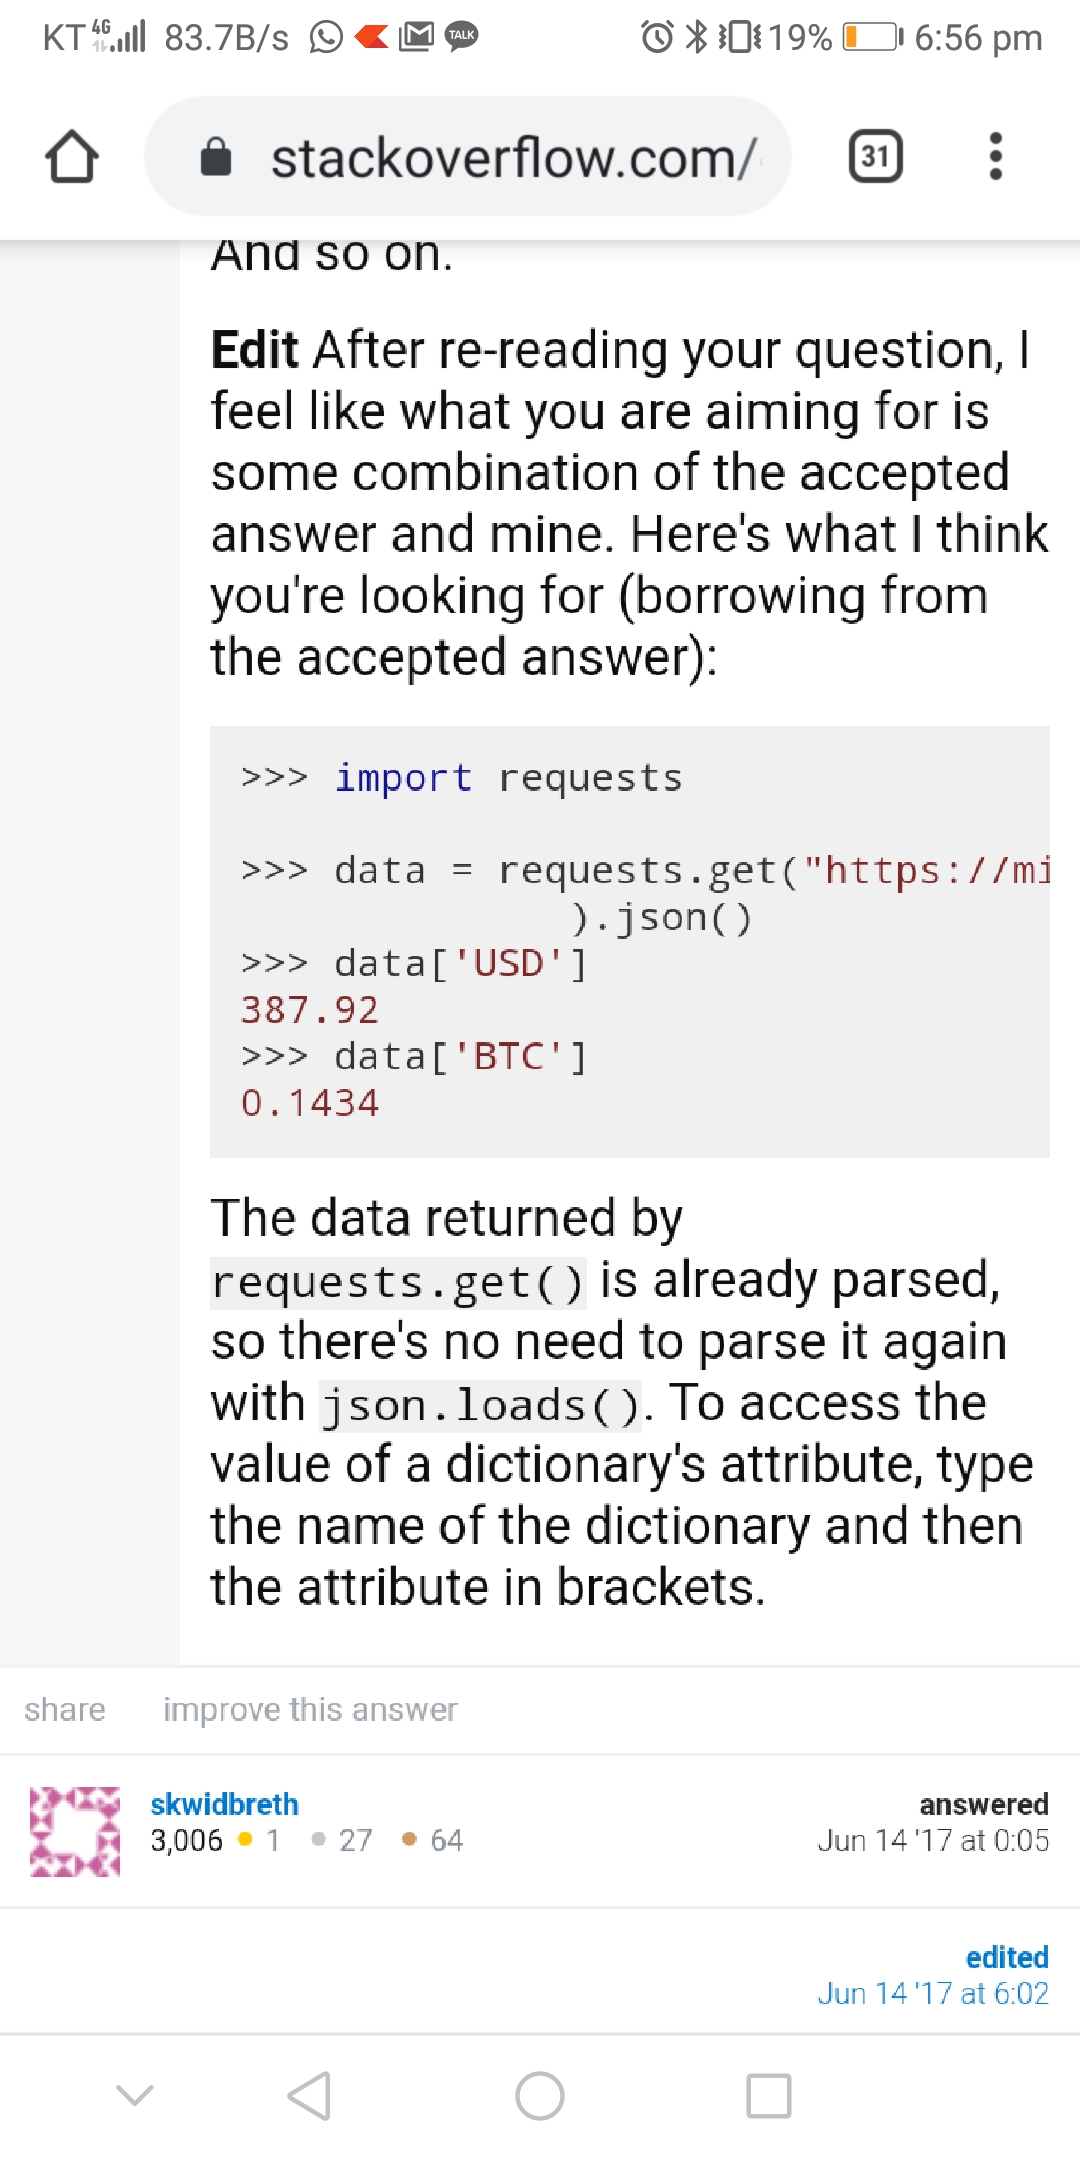 KT 4G 83.7B/s TALK 19% 6:56 pm
stackoverflow.com/ 31
And so on.
Edit After re-reading your question, I
feel like what you are aiming for is
some combination of the accepted
answer and mine. Here's what I think
you're looking for (borrowing from
the accepted answer):
>>> import requests
>>> data = requests.get("https://mi
).json()
>>> data['USD']
387.92
>>> data['BTC']
0.1434
The data returned by
requests.get() is already parsed,
so there's no need to parse it again
with json.loads(). To access the
value of a dictionary's attribute, type
the name of the dictionary and then
the attribute in brackets.
share improve this answer
skwidbreth answered
3,006 1 27 64 Jun 14 '17 at 0:05
edited
Jun 14 '17 at 6:02